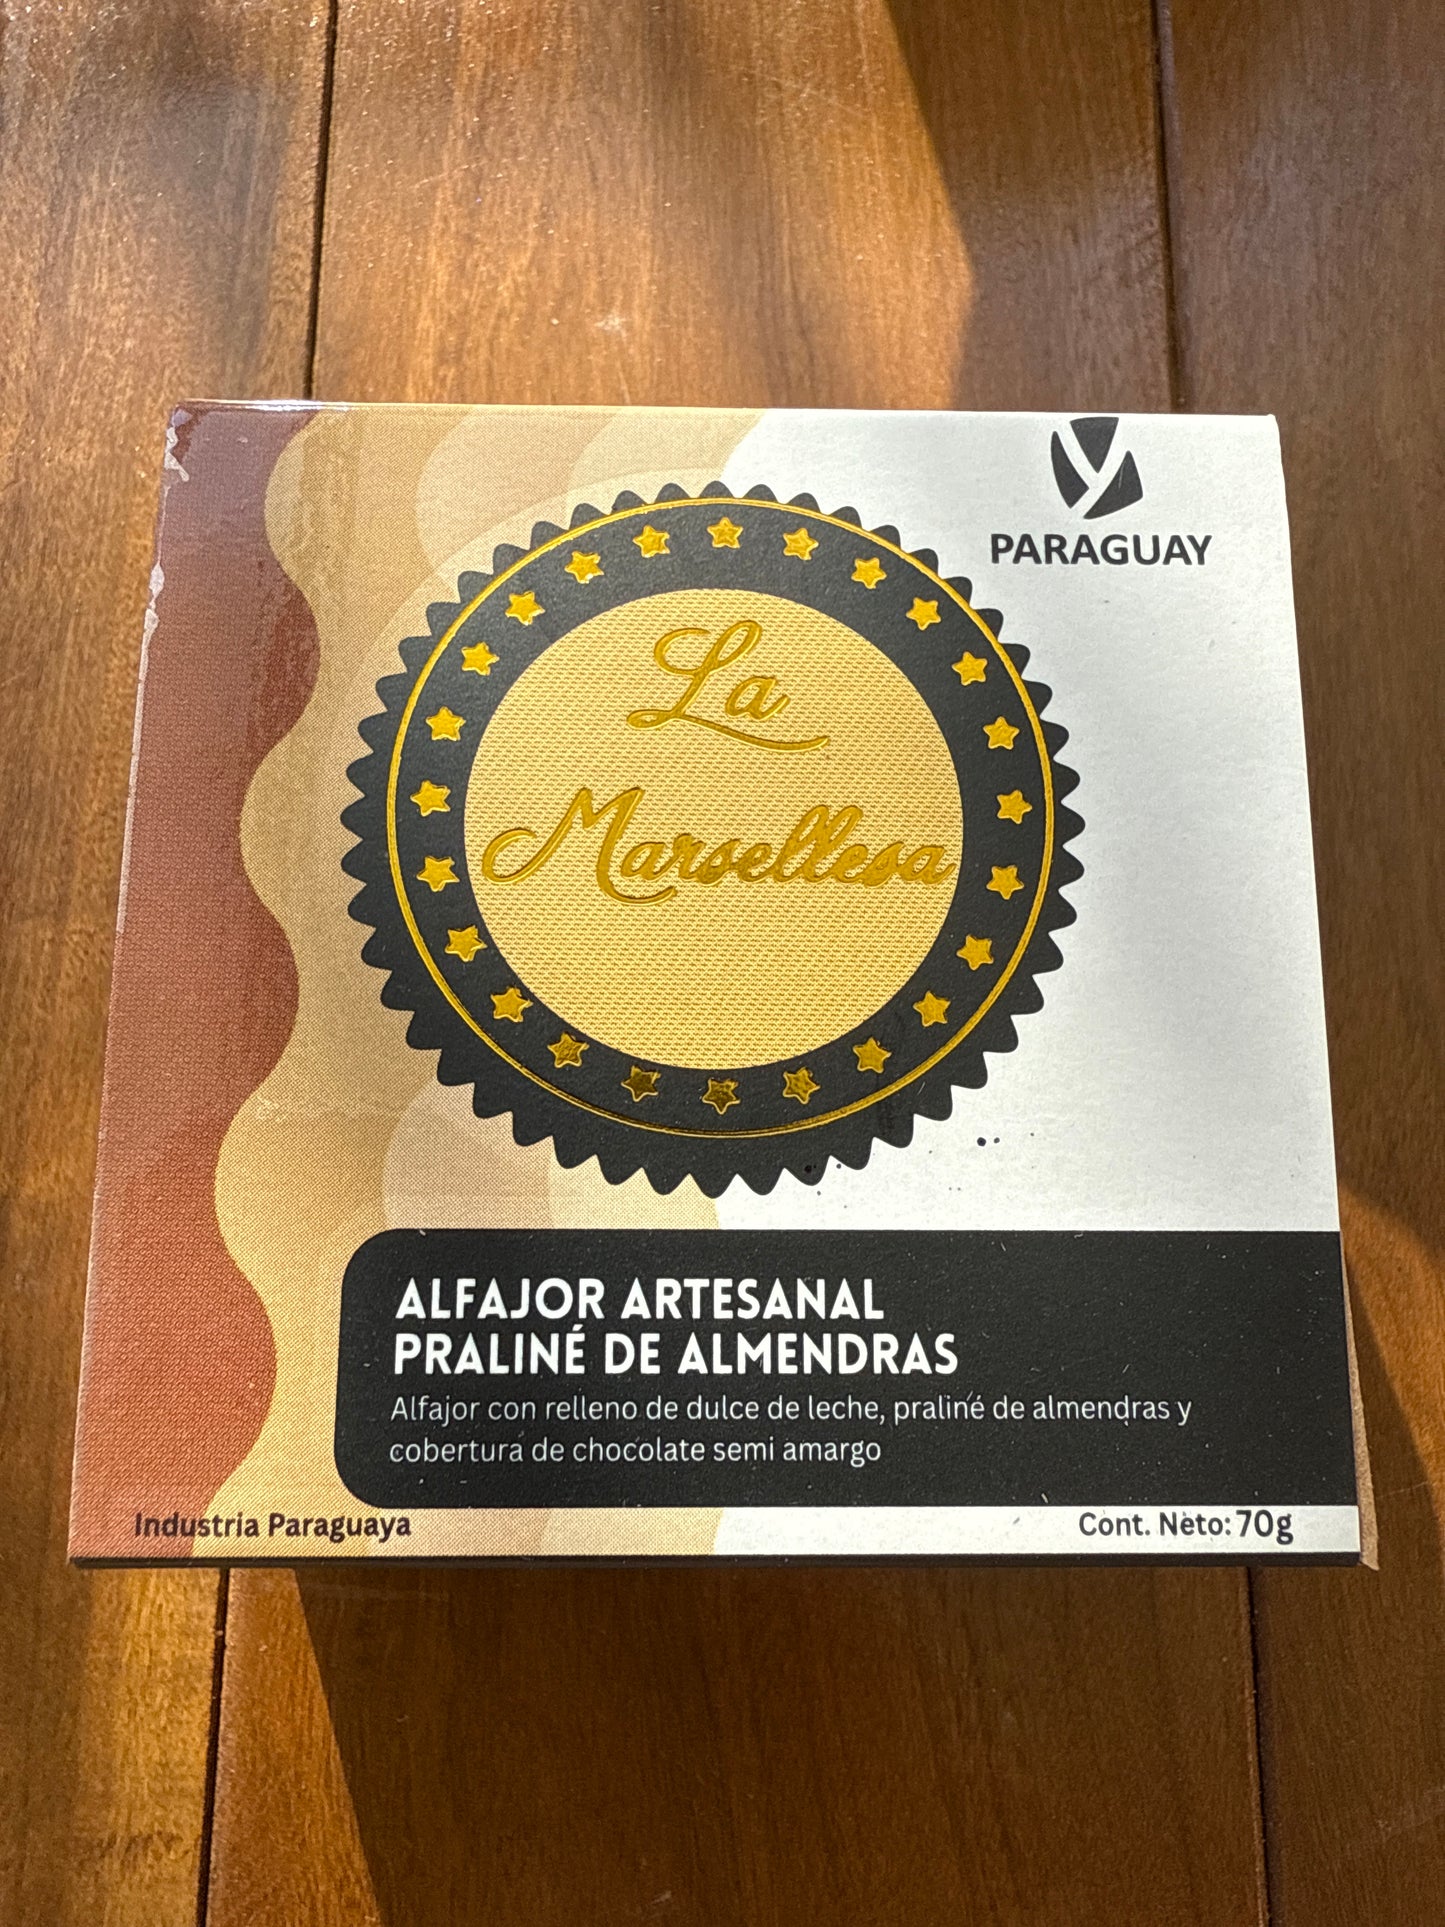 PARAGUAY
La
Marsellesa
ALFAJOR ARTESANAL
PRALINÉ DE ALMENDRAS
Alfajor con relleno de dulce de leche, praliné de almendras y
cobertura de chocolate semi amargo
Industria Paraguaya
Cont. Neto: 70g